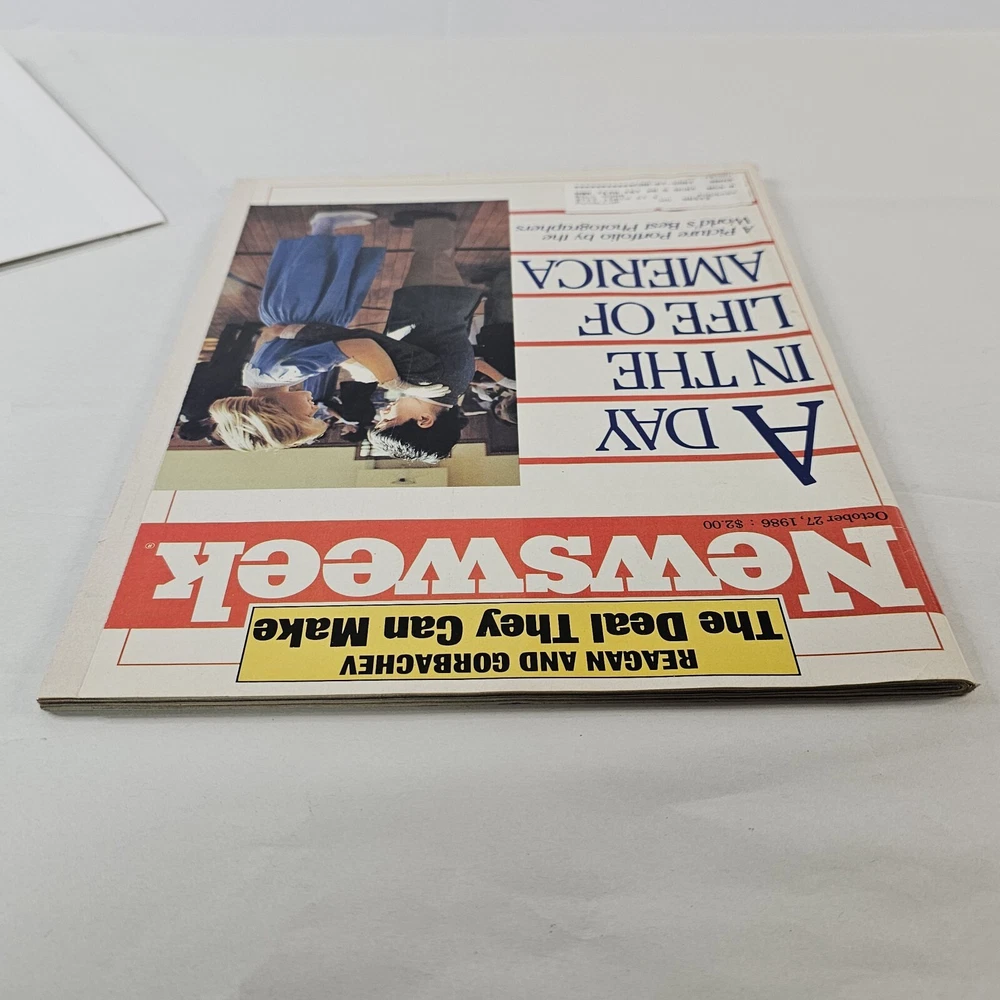 REAGAN AND GORBACHEV
The Deal They Can Make
Newsweek®
October 27, 1986 : $2.00
A DAY
IN THE
LIFE OF
AMERICA
A Picture Portfolio by the
World's Best Photographers